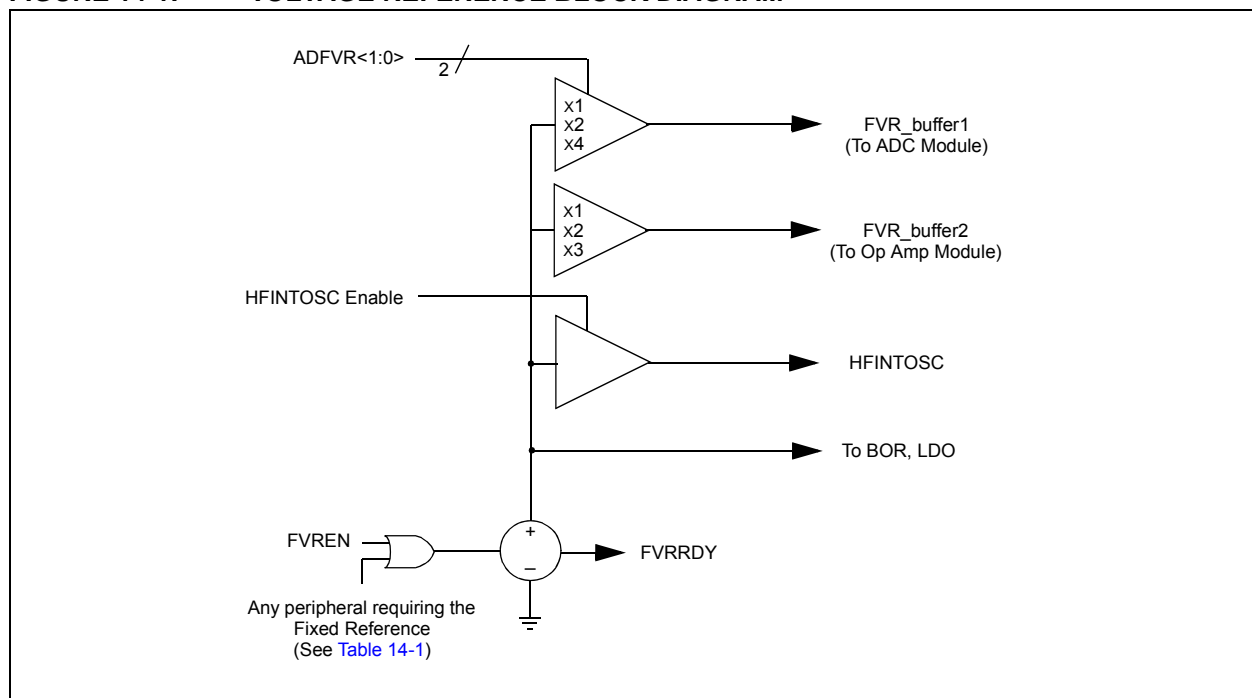 ADFVR<1:0>
2
x1
x2
x4
FVR_buffer1
(To ADC Module)
x1
x2
x3
FVR_buffer2
(To Op Amp Module)
HFINTOSC Enable
HFINTOSC
To BOR, LDO
FVREN
+
–
FVRRDY
Any peripheral requiring the
Fixed Reference
(See Table 14-1)